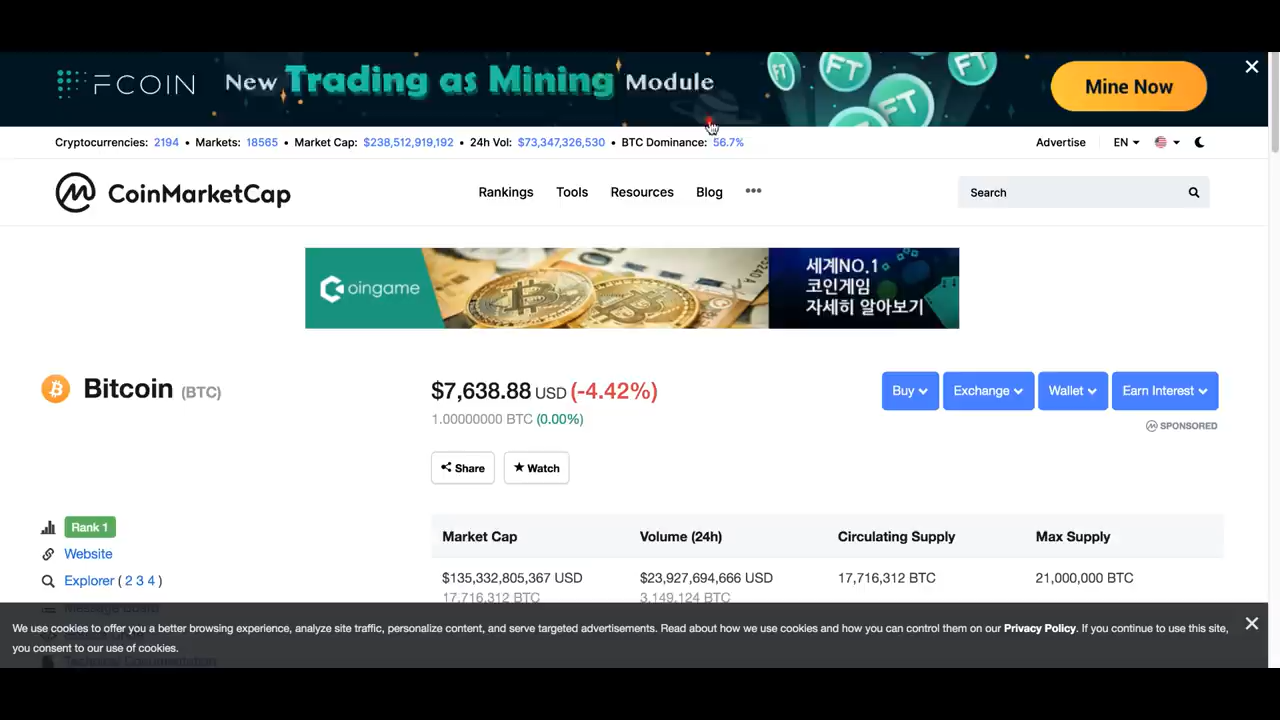 FCOIN New Trading as Mining Module FT FT FT Mine Now
Cryptocurrencies: 2194 • Markets: 18565 • Market Cap: $238,512,919,192 • 24h Vol: $73,347,326,530 • BTC Dominance: 56.7% Advertise EN
CoinMarketCap Rankings Tools Resources Blog ••• Search
oingame
세계NO.1
코인게임
자세히 알아보기
Bitcoin (BTC) $7,638.88 USD (-4.42%) Buy Exchange Wallet Earn Interest
1.00000000 BTC (0.00%) SPONSORED
Share Watch
Rank 1 Market Cap Volume (24h) Circulating Supply Max Supply
Website
Explorer ( 2 3 4 ) $135,332,805,367 USD $23,927,694,666 USD 17,716,312 BTC 21,000,000 BTC
17,716,312 BTC 3,149,124 BTC
Message Board
We use cookies to offer you a better browsing experience, analyze site traffic, personalize content, and serve targeted advertisements. Read about how we use cookies and how you can control them on our Privacy Policy. If you continue to use this site,
you consent to our use of cookies.
Technical Documentation